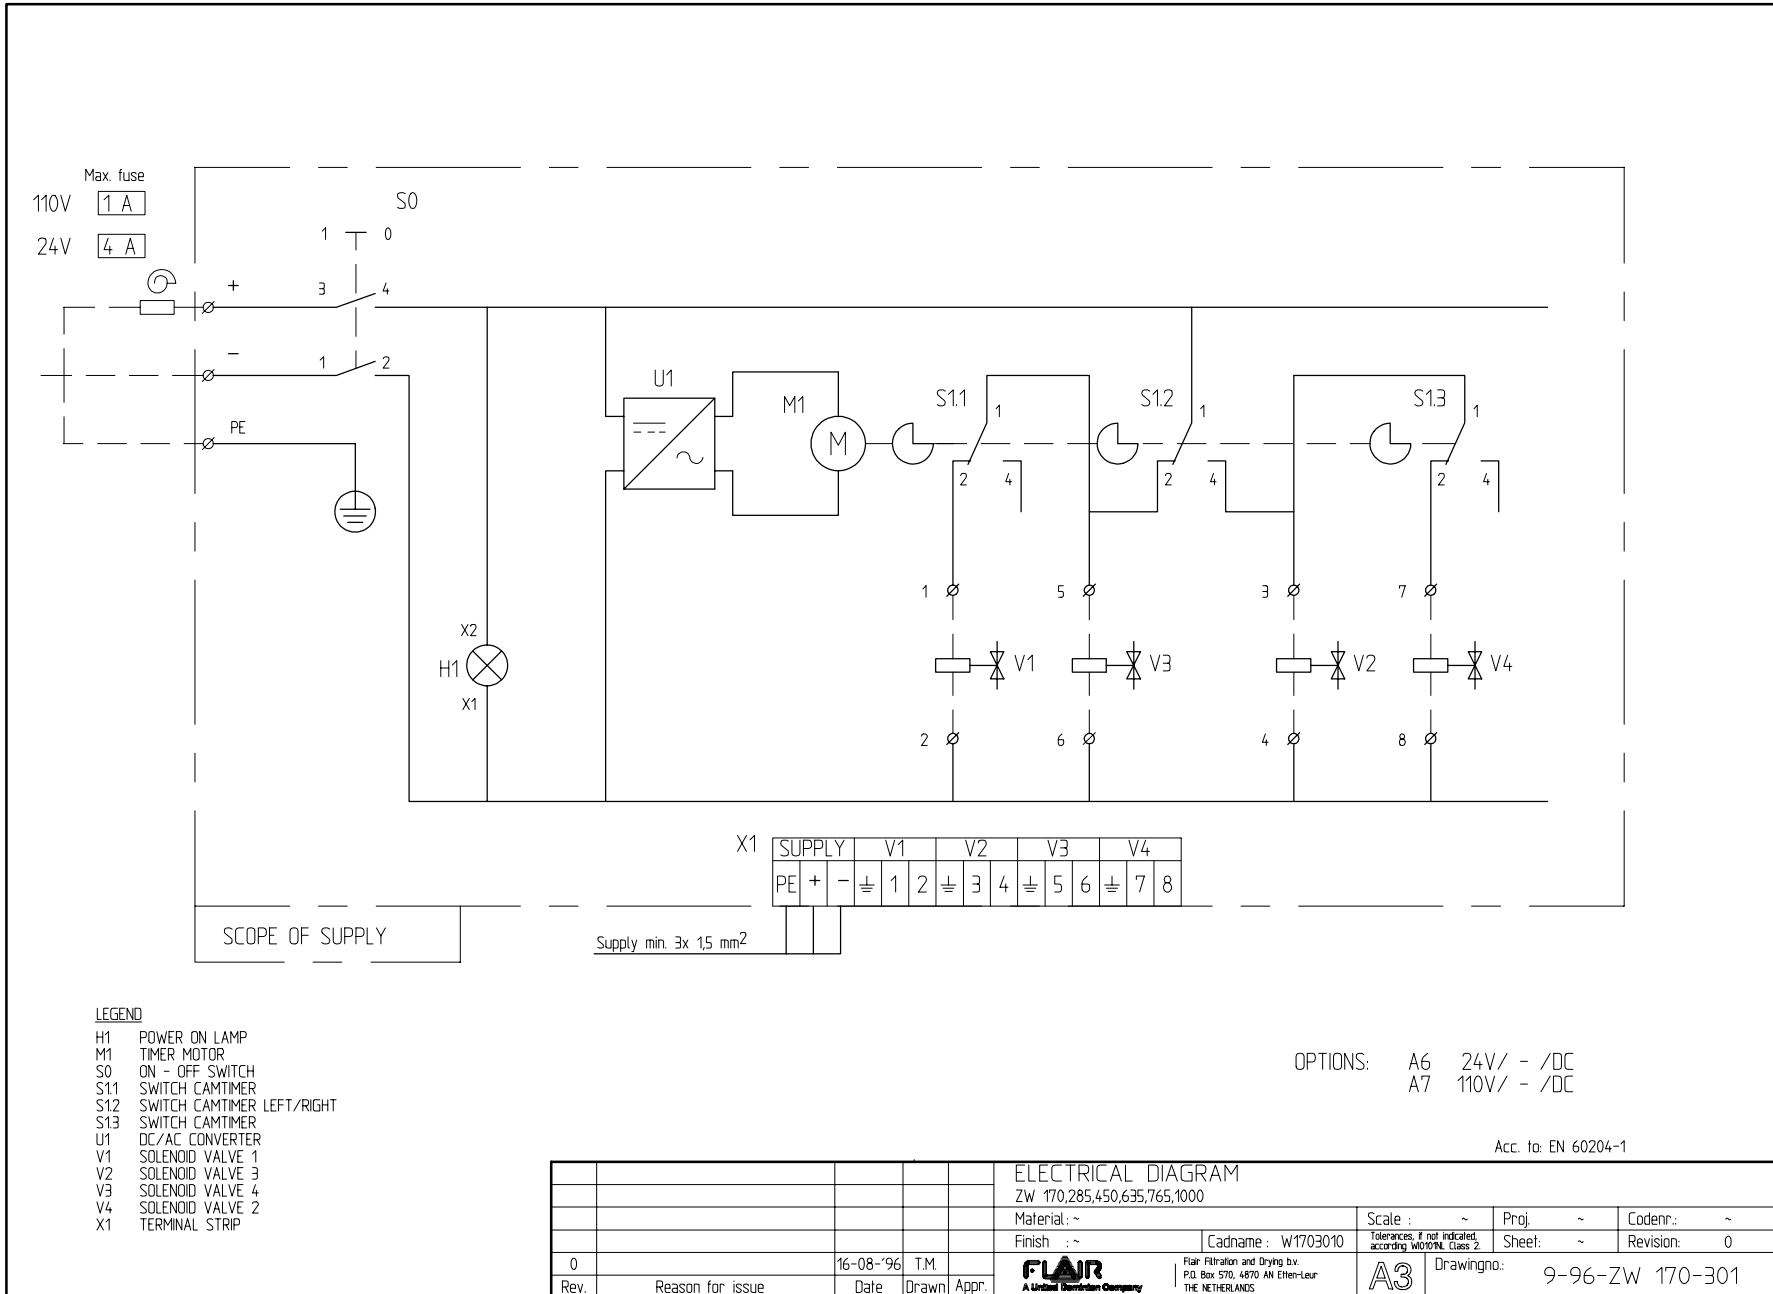 Max. fuse
110V 1 A
24V 4 A
S0
1 0
+ 3 4
- 1 2
PE
U1
M1
M
S1.1 1 2 4
S1.2 1 2 4
S1.3 1 2 4
1 5 3 7
X2
H1
X1
V1 V3 V2 V4
2 6 4 8
X1
SUPPLY V1 V2 V3 V4
PE + - 1 2 3 4 5 6 7 8
SCOPE OF SUPPLY
Supply min. 3x 1,5 mm2
LEGEND
H1 POWER ON LAMP
M1 TIMER MOTOR
S0 ON - OFF SWITCH
S1.1 SWITCH CAMTIMER
S1.2 SWITCH CAMTIMER LEFT/RIGHT
S1.3 SWITCH CAMTIMER
U1 DC/AC CONVERTER
V1 SOLENOID VALVE 1
V2 SOLENOID VALVE 3
V3 SOLENOID VALVE 4
V4 SOLENOID VALVE 2
X1 TERMINAL STRIP
OPTIONS: A6 24V/ - /DC
A7 110V/ - /DC
Acc. to: EN 60204-1
ELECTRICAL DIAGRAM
ZW 170,285,450,635,765,1000
Material: ~
Scale : ~
Proj. ~
Codenr.: ~
Finish : ~
Cadname : W1703010
Tolerances, if not indicated,
according WI0101NL Class 2.
Sheet: ~
Revision: 0
0 16-08-'96 T.M.
Rev. Reason for issue Date Drawn Appr.
FLAIR
A United Dominion Company
Flair Filtration and Drying b.v.
P.O. Box 570, 4870 AN Etten-Leur
THE NETHERLANDS
A3
Drawingno.:
9-96-ZW 170-301